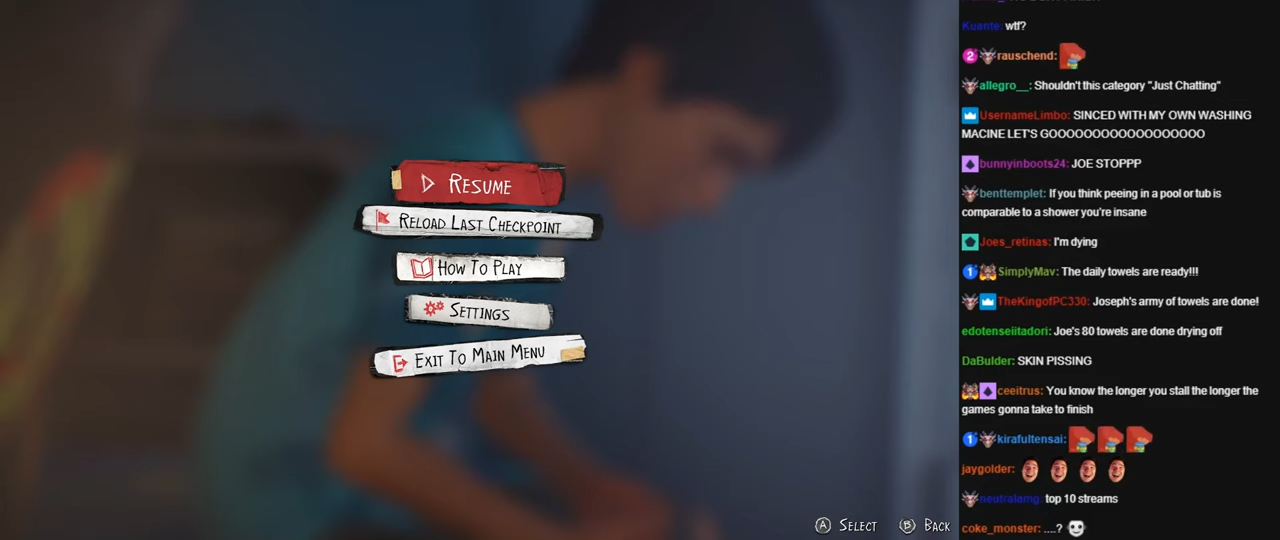 RESUME
RELOAD LAST CHECKPOINT
HOW TO PLAY
SETTINGS
EXIT TO MAIN MENU
A SELECT B BACK
Kuante: wtf?
2 rauschend:
allegro__: Shouldn't this category "Just Chatting"
UsernameLimbo: SINCED WITH MY OWN WASHING
MACINE LET'S GOOOOOOOOOOOOOOOOOO
bunnyinboots24: JOE STOPPP
benttemplet: If you think peeing in a pool or tub is
comparable to a shower you're insane
Joes_retinas: I'm dying
1 SimplyMav: The daily towels are ready!!!
TheKingofPC330: Joseph's army of towels are done!
edotenseiitadori: Joe's 80 towels are done drying off
DaBulder: SKIN PISSING
ceeitrus: You know the longer you stall the longer the
games gonna take to finish
1 kirafultensai:
jaygolder:
neutralamg: top 10 streams
coke_monster: ....?